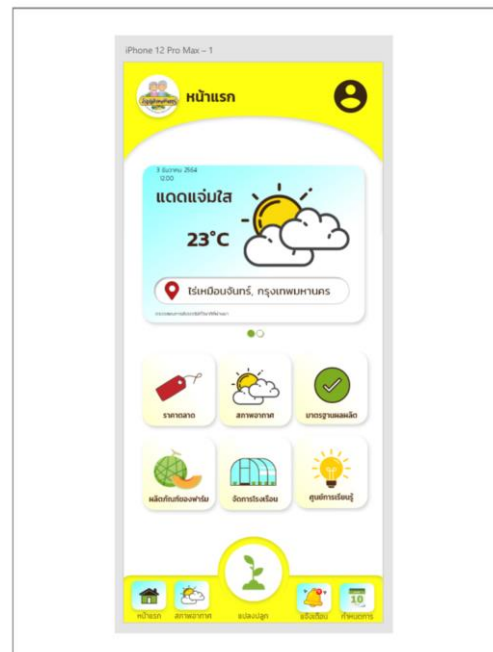 iPhone 12 Pro Max – 1
หน้าแรก
3 ธันวาคม 2564
12:00
แดดแจ่มใส
23°C
ไร่เหมือนจันทร์, กรุงเทพมหานคร
ราคาตลาด
สภาพอากาศ
มาตรฐานผลผลิต
ผลิตภัณฑ์ของฟาร์ม
จัดการโรงเรือน
ศูนย์การเรียนรู้
10
หน้าแรก
สภาพอากาศ
แปลงปลูก
แจ้งเตือน
กำหนดการ